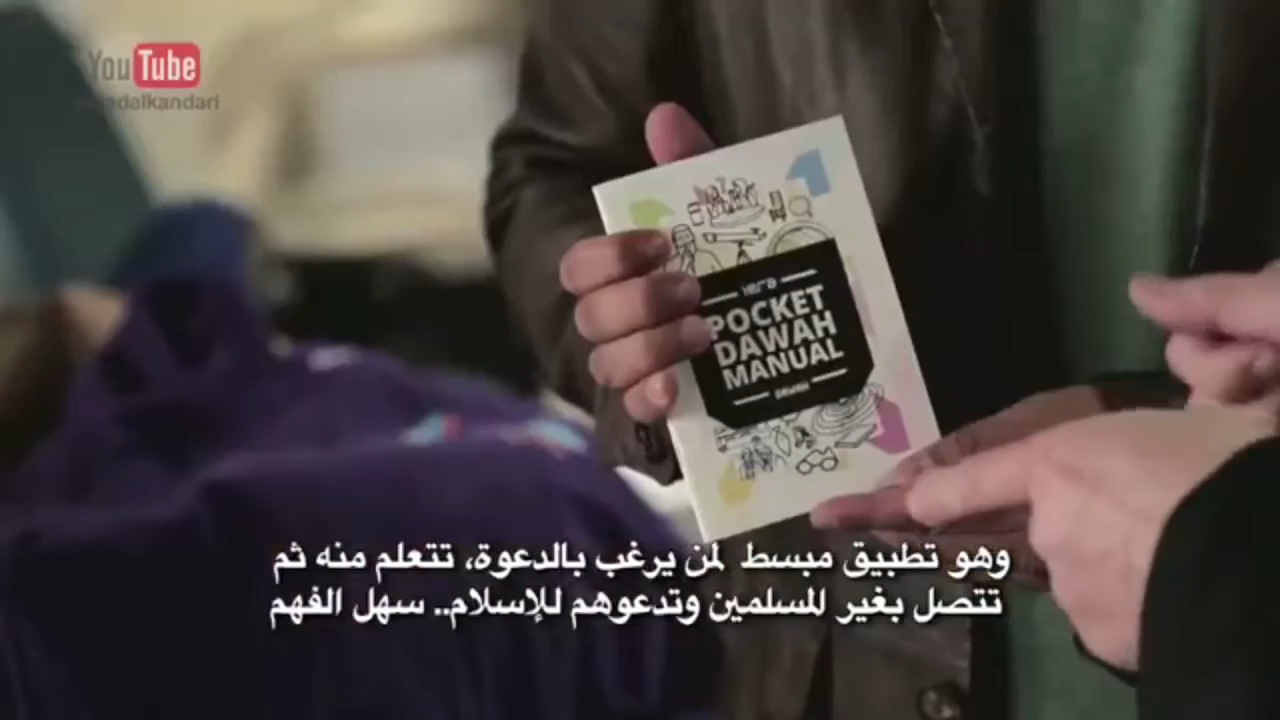 YouTube
POCKET
DAWAH
MANUAL
وهو تطبيق مبسط لمن يرغب بالدعوة، تتعلم منه ثم
تتصل بغير المسلمين وتدعوهم للإسلام.. سهل الفهم